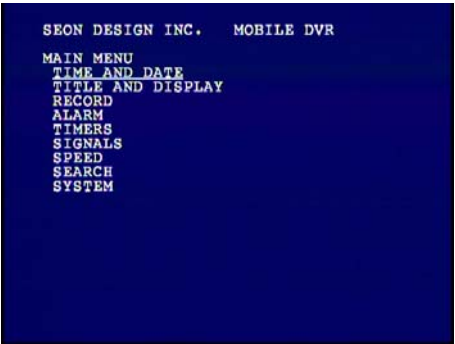 SEON DESIGN INC. MOBILE DVR
MAIN MENU
TIME AND DATE
TITLE AND DISPLAY
RECORD
ALARM
TIMERS
SIGNALS
SPEED
SEARCH
SYSTEM